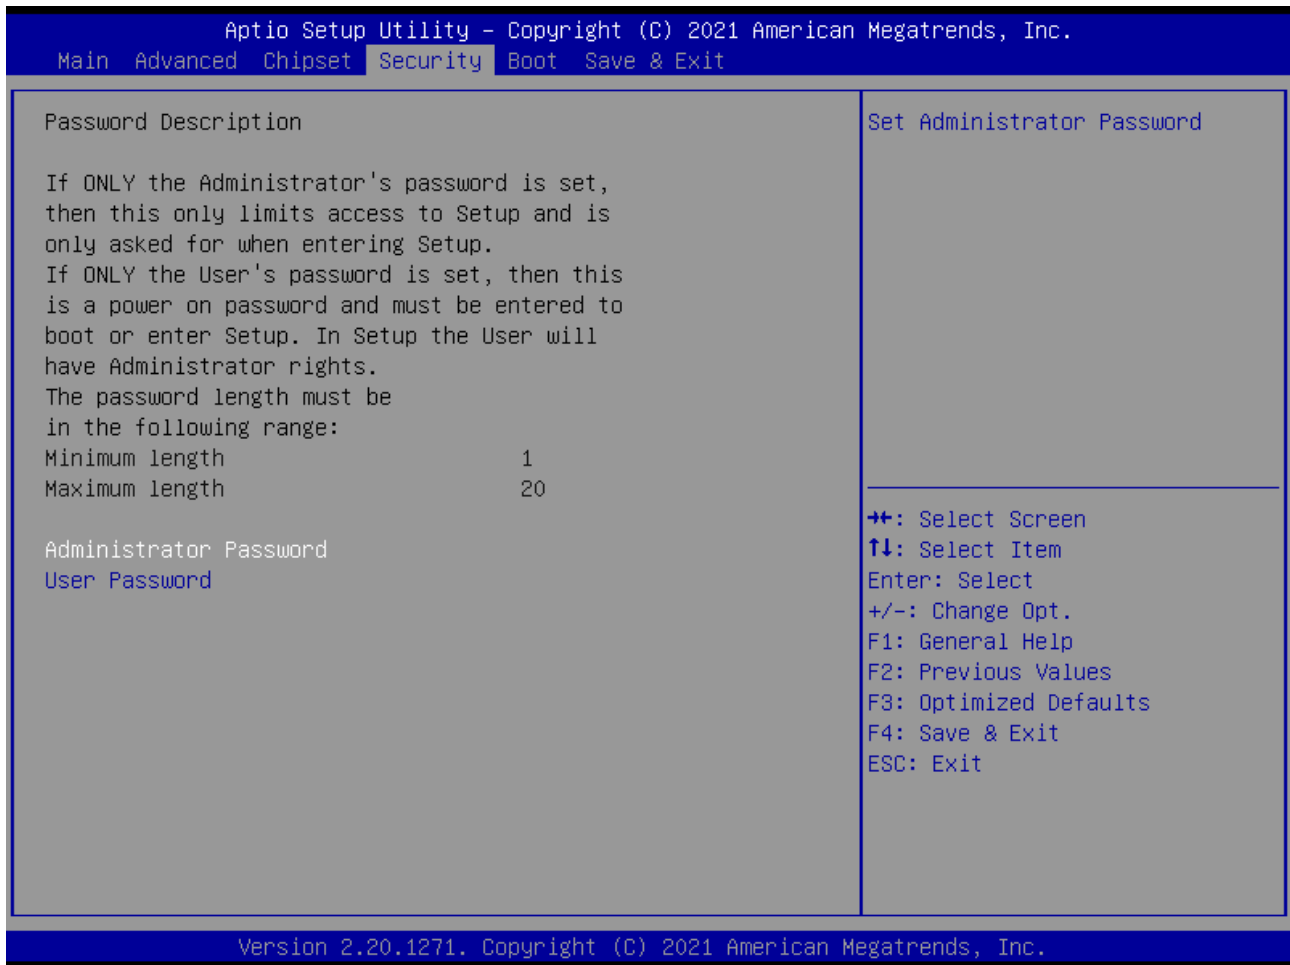 Aptio Setup Utility – Copyright (C) 2021 American Megatrends, Inc.
Main Advanced Chipset Security Boot Save & Exit
Password Description
If ONLY the Administrator's password is set,
then this only limits access to Setup and is
only asked for when entering Setup.
If ONLY the User's password is set, then this
is a power on password and must be entered to
boot or enter Setup. In Setup the User will
have Administrator rights.
The password length must be
in the following range:
Minimum length 1
Maximum length 20
Administrator Password
User Password
Set Administrator Password
→←: Select Screen
↑↓: Select Item
Enter: Select
+/-: Change Opt.
F1: General Help
F2: Previous Values
F3: Optimized Defaults
F4: Save & Exit
ESC: Exit
Version 2.20.1271. Copyright (C) 2021 American Megatrends, Inc.